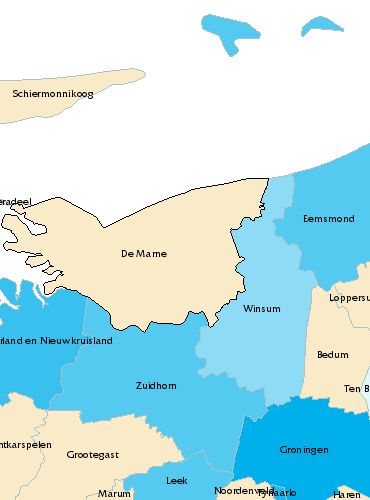 Schiermonnikoog
eradeel
Eemsmond
De Marne
Loppersu
Winsum
rland en Nieuwkruisland
Bedum
Zuidhorn
Ten B
ntkarspelen
Grootegast
Groningen
Leek
Marum
Noordenveld
Tynaarlo
Haren